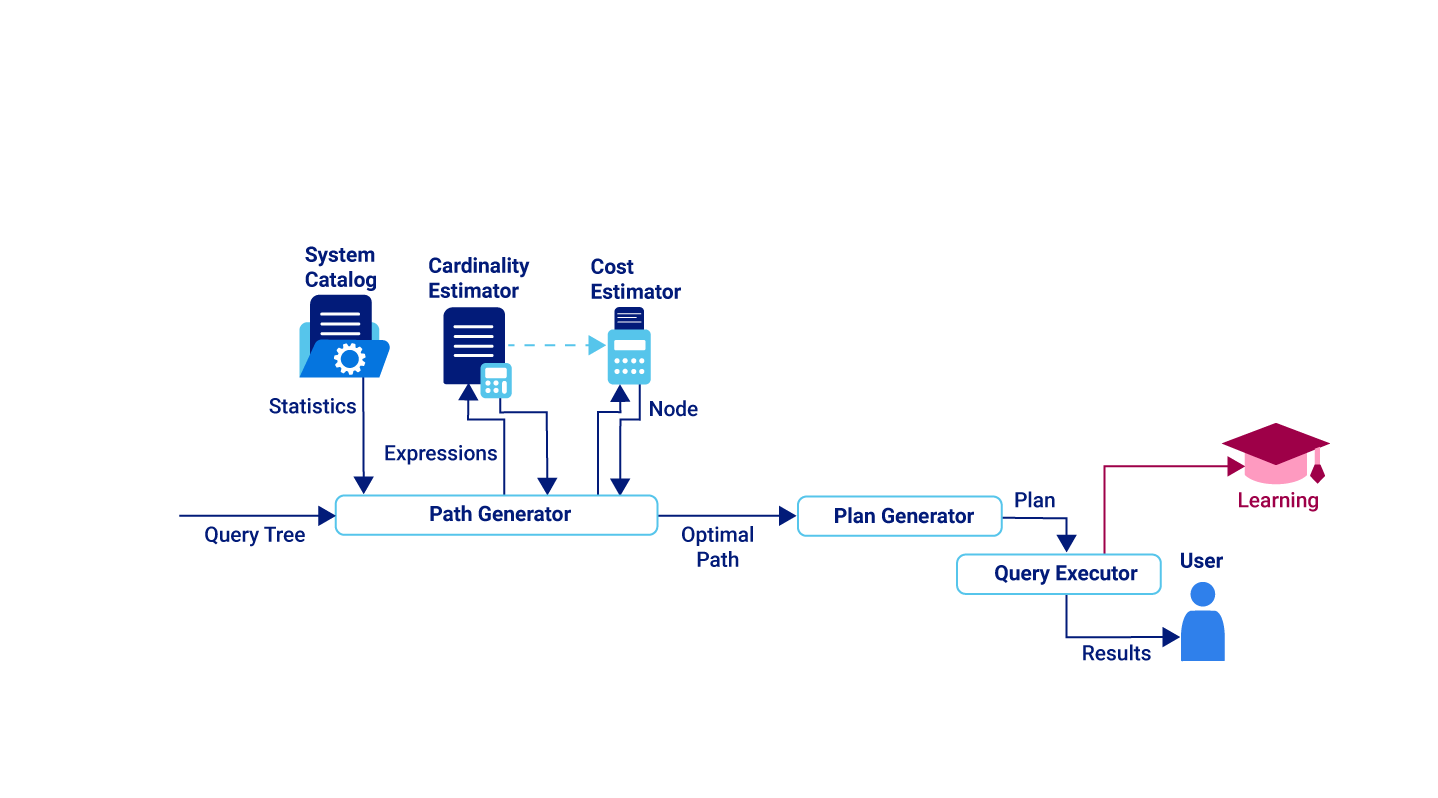 System
Catalog
Cardinality
Estimator
Cost
Estimator
Statistics
Node
Expressions
Learning
Query Tree
Path Generator
Optimal
Path
Plan Generator
Plan
Query Executor
User
Results